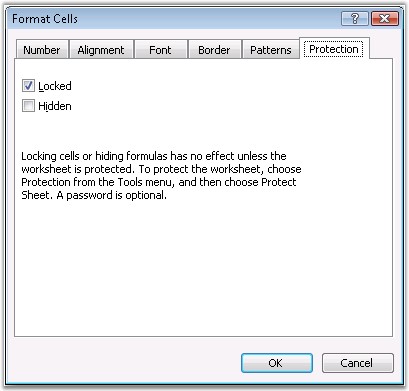 Format Cells
Number Alignment Font Border Patterns Protection
Locked
Hidden
Locking cells or hiding formulas has no effect unless the
worksheet is protected. To protect the worksheet, choose
Protection from the Tools menu, and then choose Protect
Sheet. A password is optional.
OK Cancel